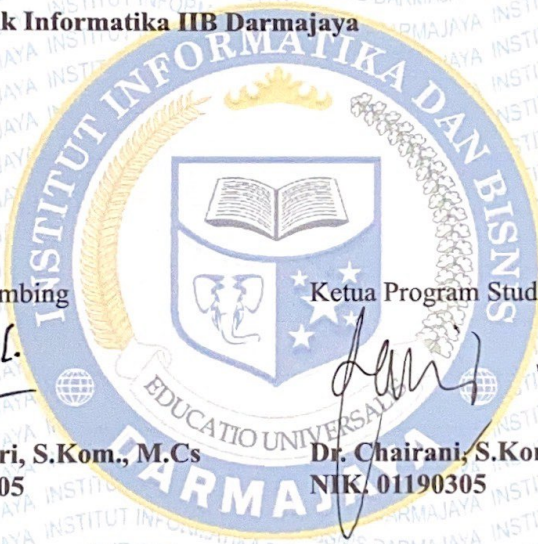 k Informatika IIB Darmajaya
INSTITUT INFORMATIKA DAN BISNIS
mbing
Ketua Program Stud
EDUCATIO UNIVERSALIS
ri, S.Kom., M.Cs
Dr. Chairani, S.Kom
05
NIK. 01190305
DARMAJAYA